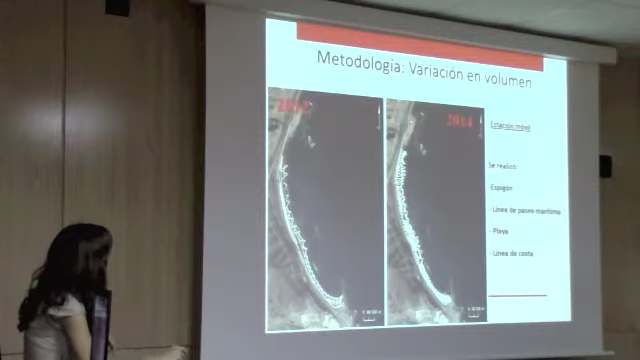 Metodología: Variación en volumen
2014
Estación móvil
Se realizó:
-Espigón
- Línea de paseo marítimo
- Playa
- Línea de costa